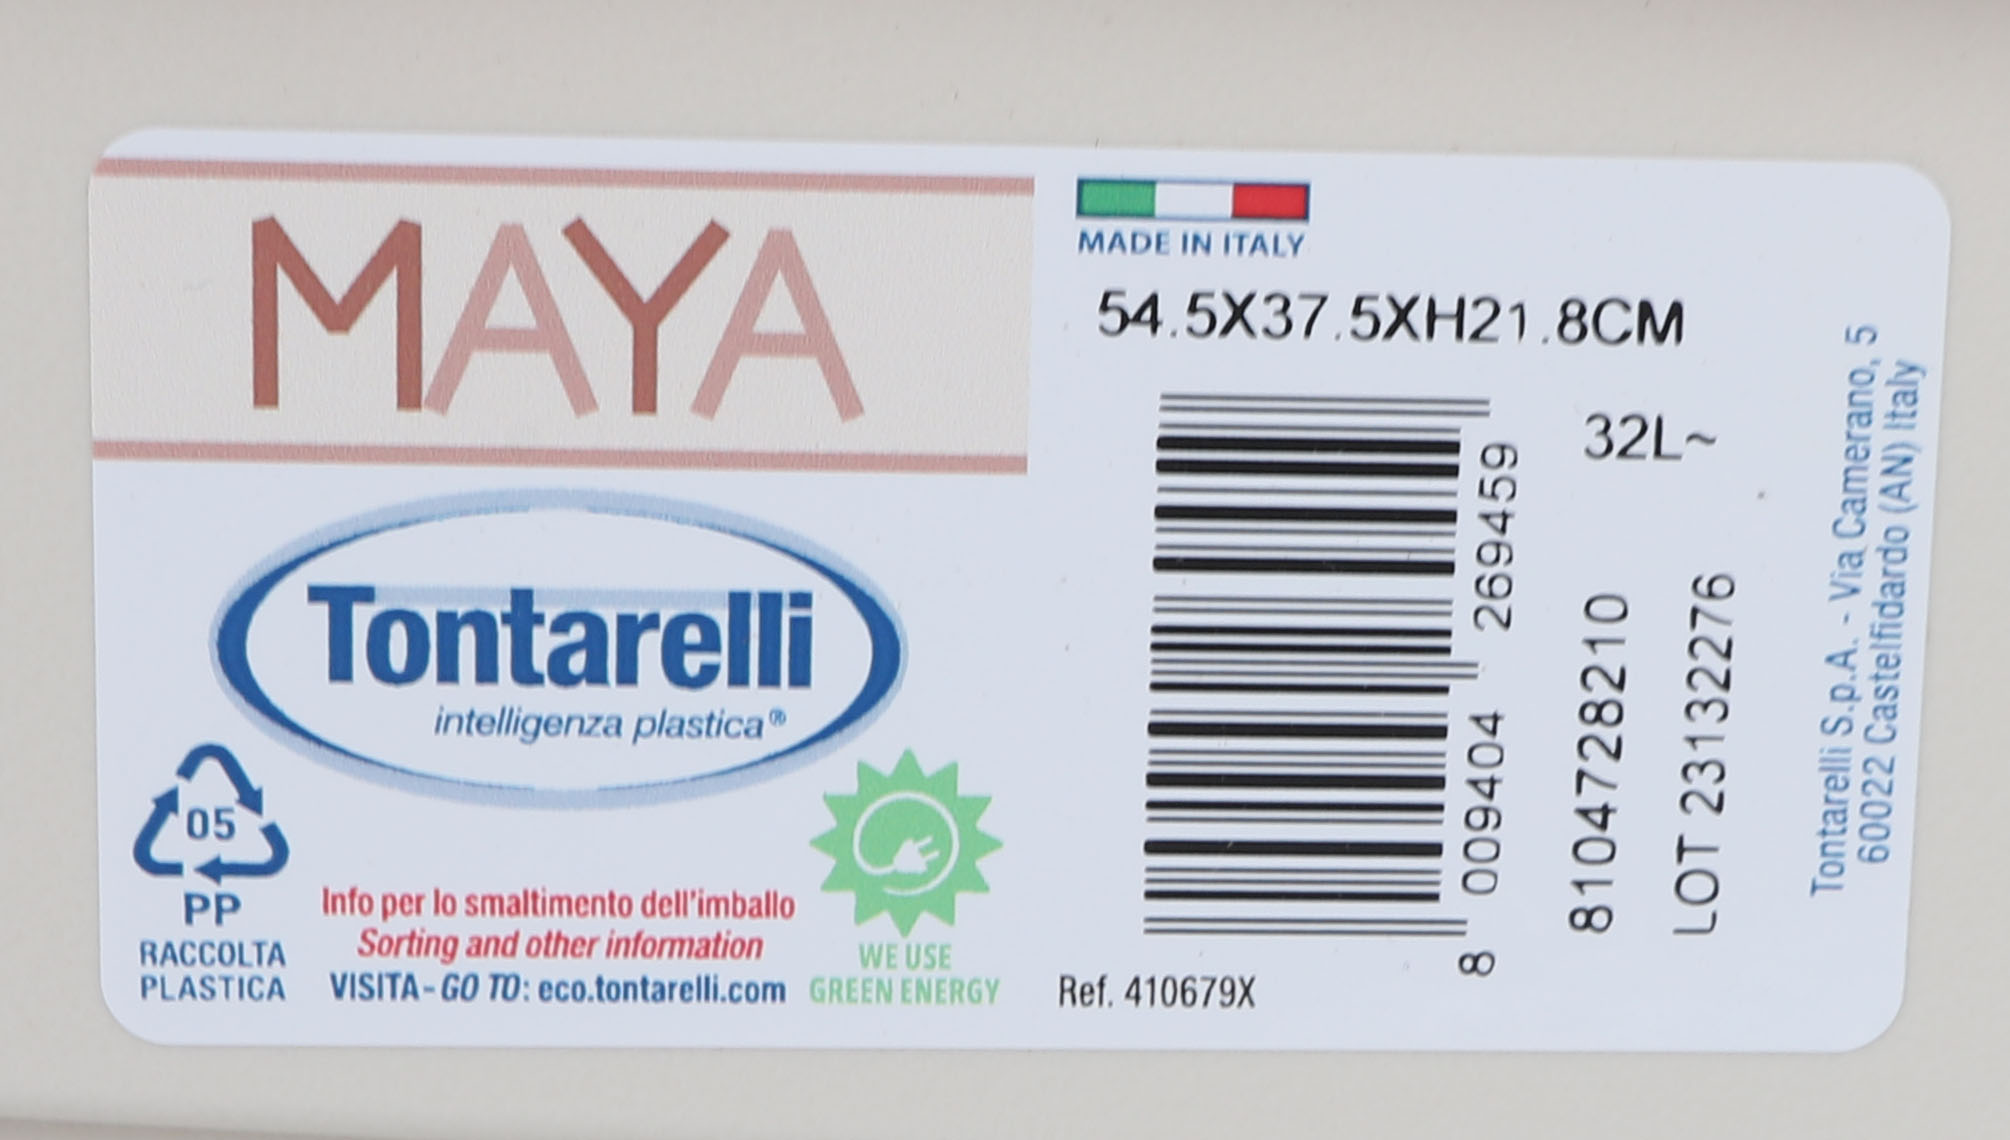 MAYA
Tontarelli
intelligenza plastica®
05
PP
RACCOLTA
PLASTICA
Info per lo smaltimento dell'imballo
Sorting and other information
VISITA - GO TO: eco.tontarelli.com
WE USE
GREEN ENERGY
MADE IN ITALY
54.5X37.5XH21.8CM
32L~
8 009404 269459
8104728210
LOT 23132276
Ref. 410679X
Tontarelli S.p.A. - Via Camerano, 5
60022 Castelfidardo (AN) Italy